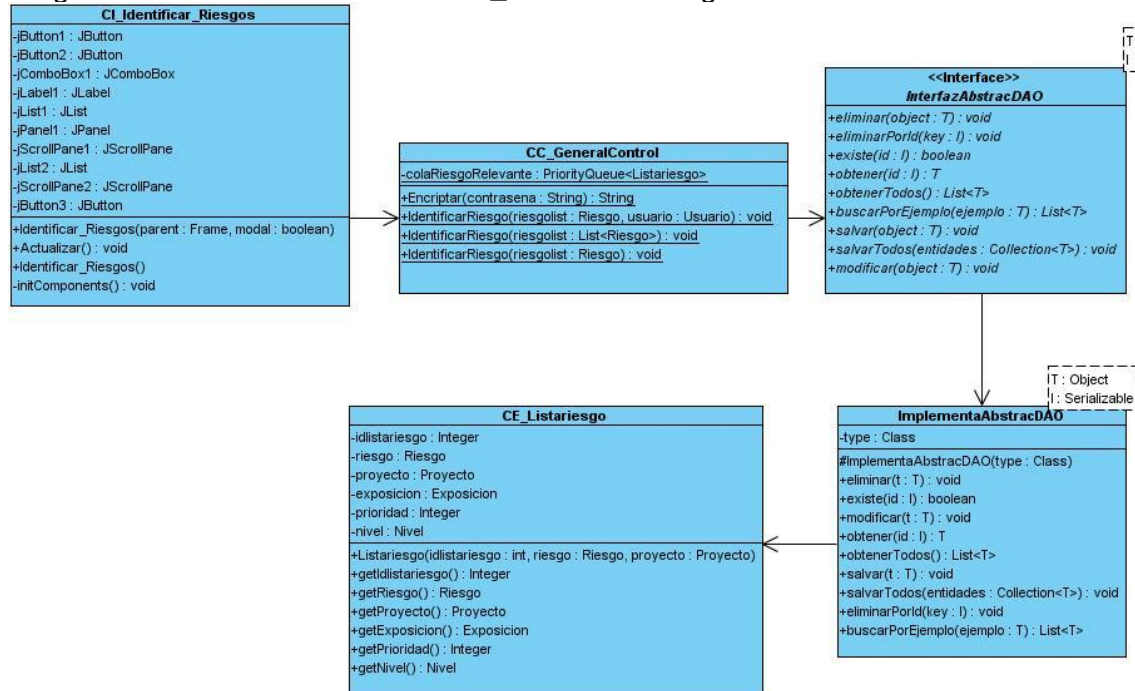 CI_Identificar_Riesgos
-jButton1 : JButton
-jButton2 : JButton
-jComboBox1 : JComboBox
-jLabel1 : JLabel
-jList1 : JList
-jPanel1 : JPanel
-jScrollPane1 : JScrollPane
-jList2 : JList
-jScrollPane2 : JScrollPane
-jButton3 : JButton
+Identificar_Riesgos(parent : Frame, modal : boolean)
+Actualizar() : void
+Identificar_Riesgos()
-initComponents() : void
CC_GeneralControl
-colaRiesgoRelevante : PriorityQueue<Listariesgo>
+Encriptar(contrasena : String) : String
+IdentificarRiesgo(riesgolist : Riesgo, usuario : Usuario) : void
+IdentificarRiesgo(riesgolist : List<Riesgo>) : void
+IdentificarRiesgo(riesgolist : Riesgo) : void
T
I
<<Interface>>
InterfazAbstracDAO
+eliminar(object : T) : void
+eliminarPorId(key : I) : void
+existe(id : I) : boolean
+obtener(id : I) : T
+obtenerTodos() : List<T>
+buscarPorEjemplo(ejemplo : T) : List<T>
+salvar(object : T) : void
+salvarTodos(entidades : Collection<T>) : void
+modificar(object : T) : void
CE_Listariesgo
-idlistariesgo : Integer
-riesgo : Riesgo
-proyecto : Proyecto
-exposicion : Exposicion
-prioridad : Integer
-nivel : Nivel
+Listariesgo(idlistariesgo : int, riesgo : Riesgo, proyecto : Proyecto)
+getIdlistariesgo() : Integer
+getRiesgo() : Riesgo
+getProyecto() : Proyecto
+getExposicion() : Exposicion
+getPrioridad() : Integer
+getNivel() : Nivel
T : Object
I : Serializable
ImplementaAbstracDAO
-type : Class
#ImplementaAbstracDAO(type : Class)
+eliminar(t : T) : void
+existe(id : I) : boolean
+modificar(t : T) : void
+obtener(id : I) : T
+obtenerTodos() : List<T>
+salvar(t : T) : void
+salvarTodos(entidades : Collection<T>) : void
+eliminarPorId(key : I) : void
+buscarPorEjemplo(ejemplo : T) : List<T>